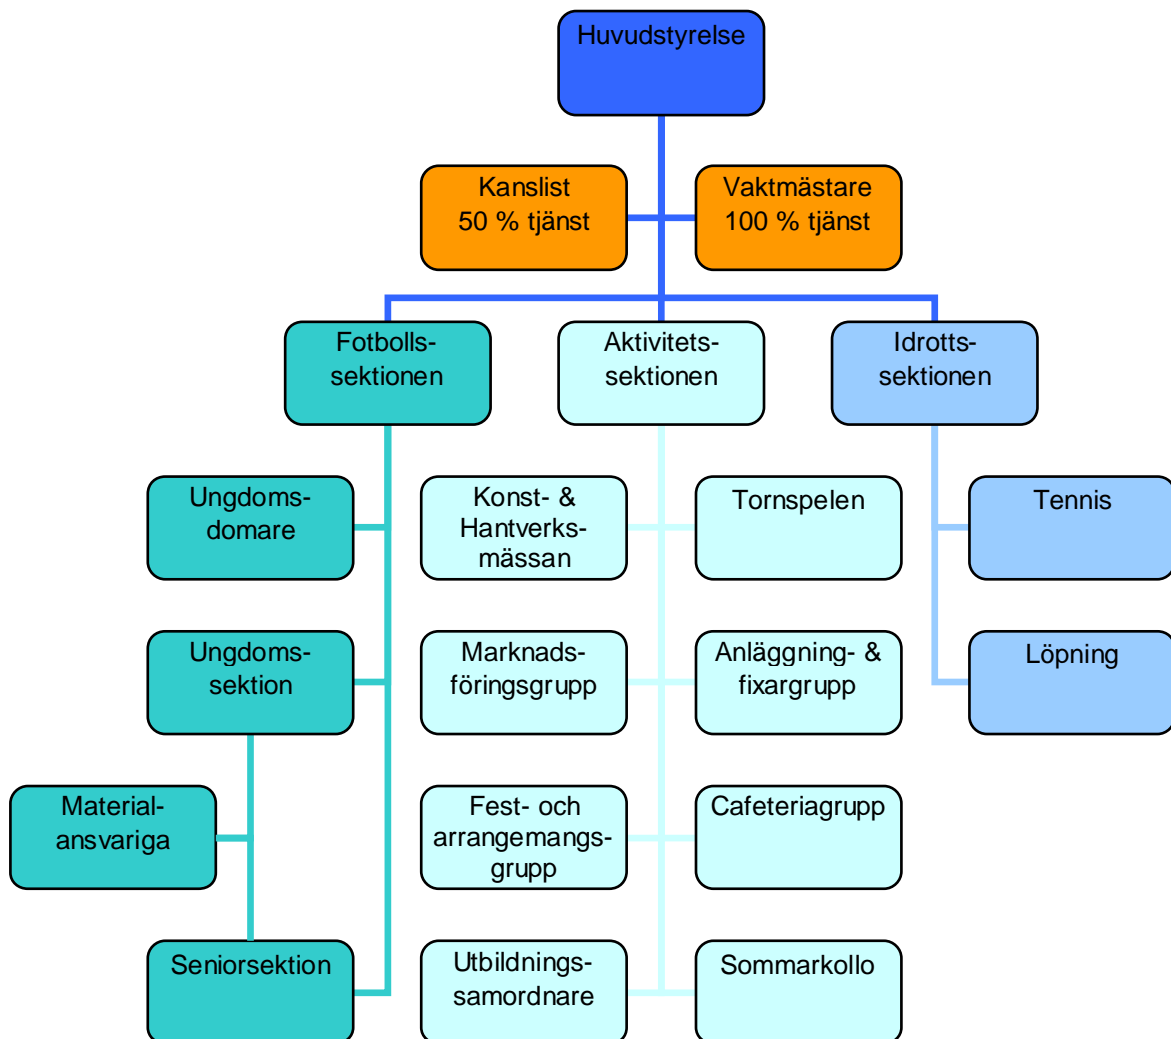 Huvudstyrelse
Kanslist
50 % tjänst
Vaktmästare
100 % tjänst
Fotbolls-
sektionen
Aktivitets-
sektionen
Idrotts-
sektionen
Ungdoms-
domare
Konst- &
Hantverks-
mässan
Tornspelen
Tennis
Ungdoms-
sektion
Marknads-
föringsgrupp
Anläggning- &
fixargrupp
Löpning
Material-
ansvariga
Fest- och
arrangemangs-
grupp
Cafeteriagrupp
Seniorsektion
Utbildnings-
samordnare
Sommarkollo